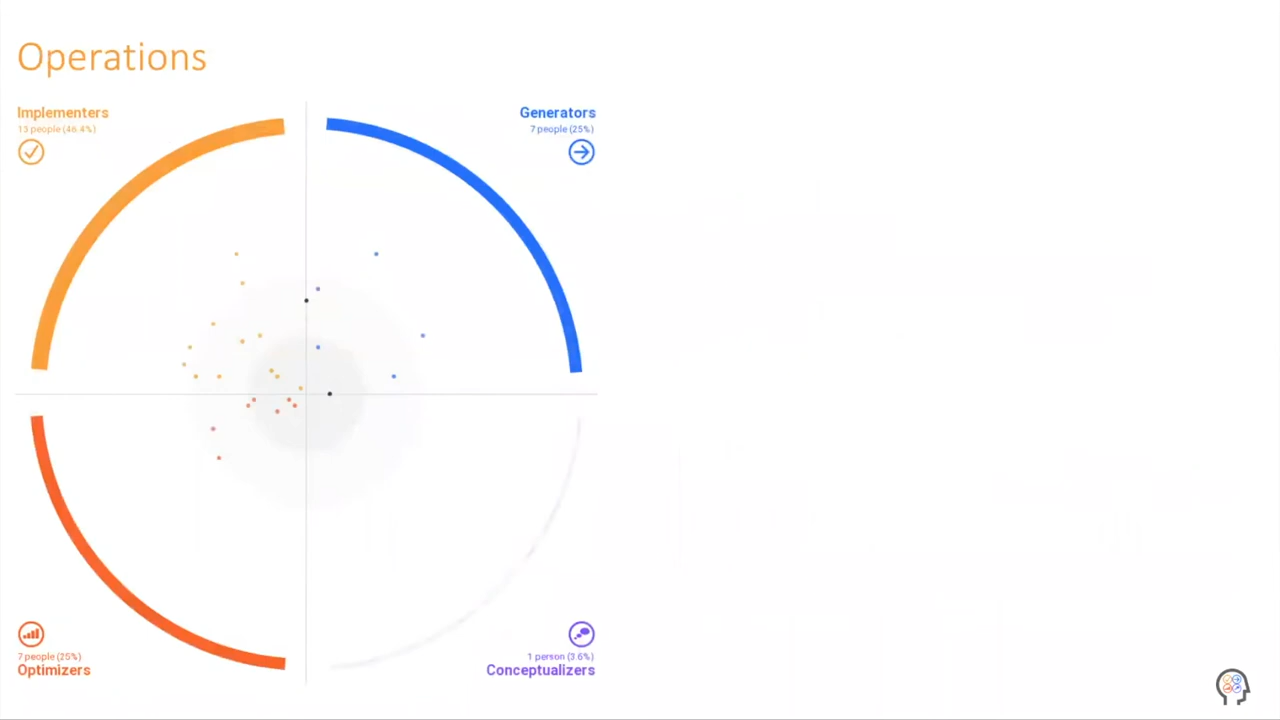 Operations
Implementers
13 people (46.4%)
Generators
7 people (25%)
7 people (25%)
Optimizers
1 person (3.6%)
Conceptualizers